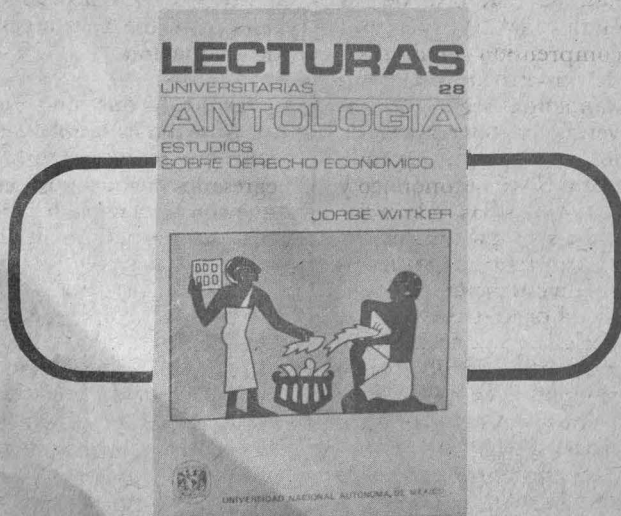 LECTURAS
UNIVERSITARIAS 28
ANTOLOGIA
ESTUDIOS
SOBRE DERECHO ECONOMICO
JORGE WITKER
UNIVERSIDAD NACIONAL AUTONOMA DE MEXICO